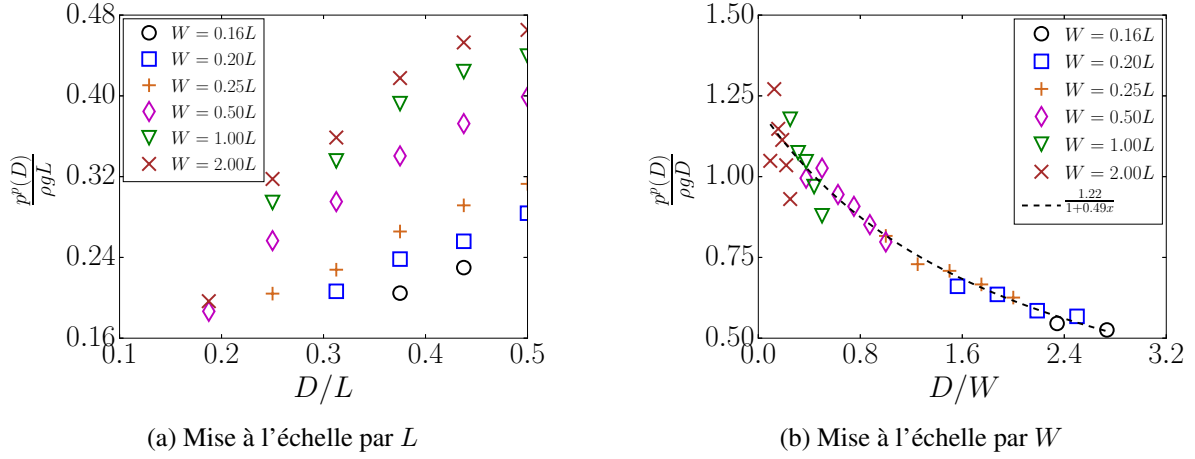 0.48
0.40
0.32
0.24
0.16
p^p(D)
ρgL
W = 0.16L
W = 0.20L
W = 0.25L
W = 0.50L
W = 1.00L
W = 2.00L
0.1 0.2 0.3 0.4 0.5
D/L
(a) Mise à l'échelle par L
1.50
1.25
1.00
0.75
0.50
p^p(D)
ρgD
W = 0.16L
W = 0.20L
W = 0.25L
W = 0.50L
W = 1.00L
W = 2.00L
1.22
1+0.49x
0.0 0.8 1.6 2.4 3.2
D/W
(b) Mise à l'échelle par W